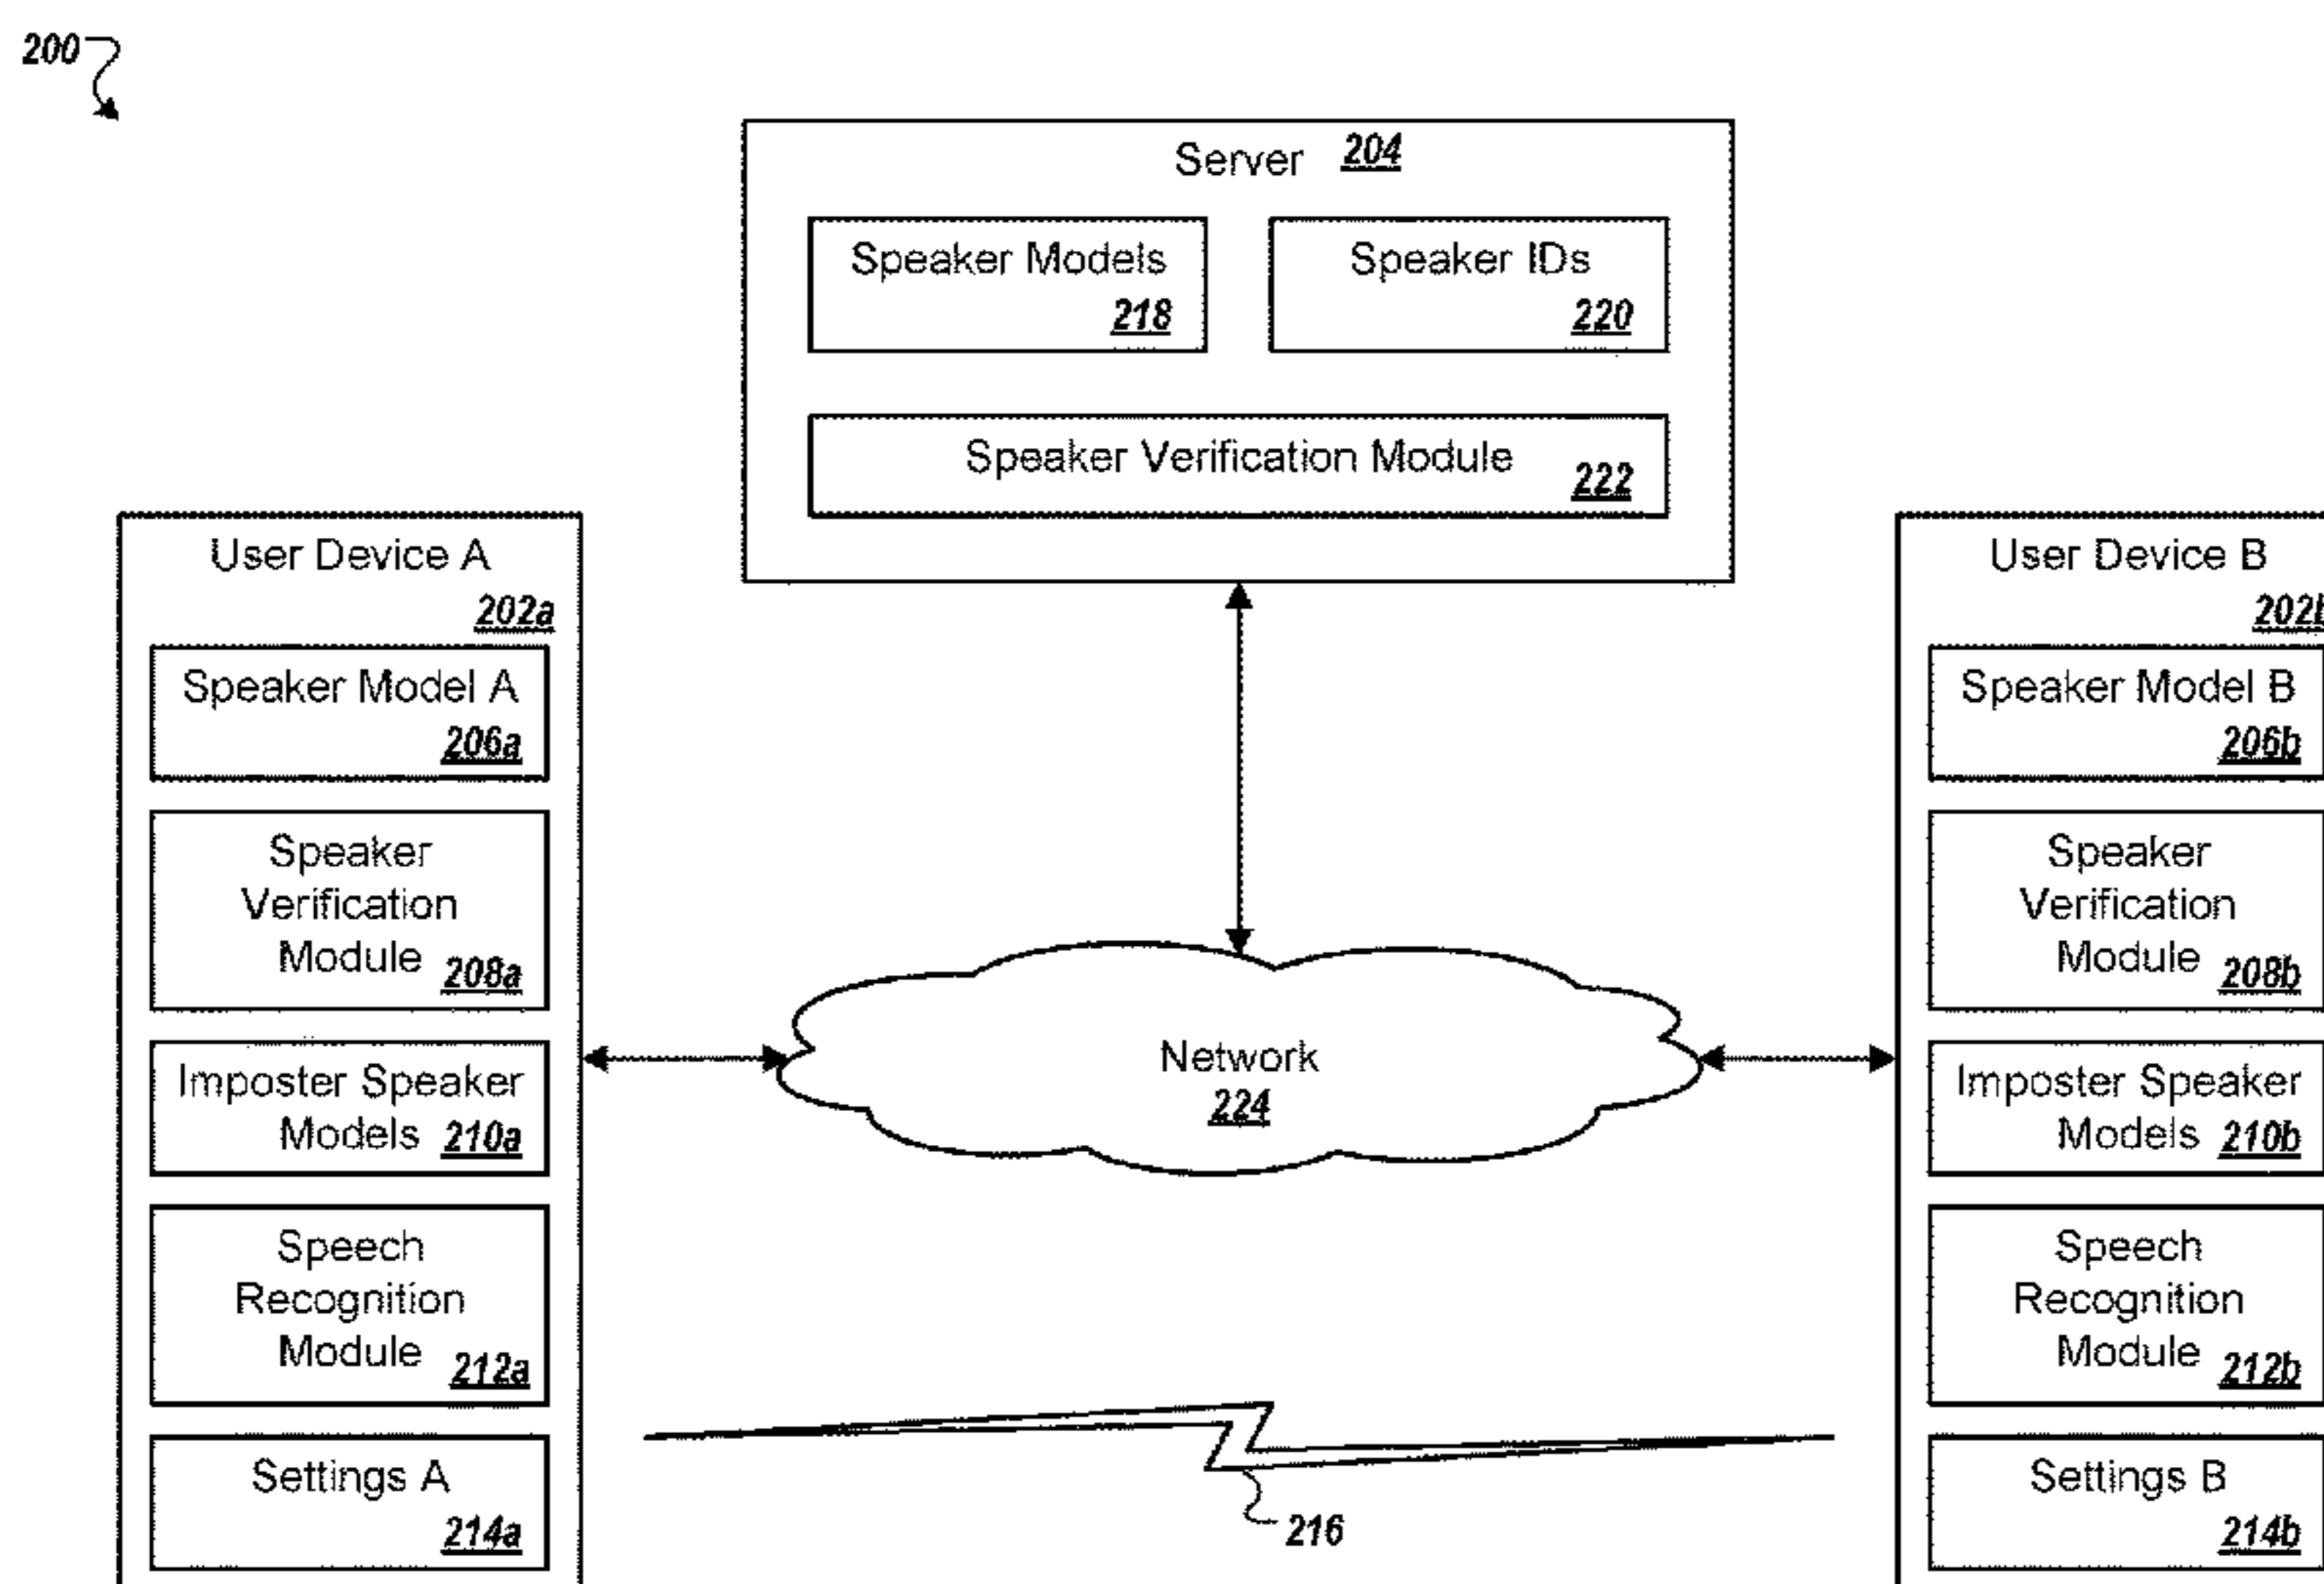 200
Server 204
Speaker Models
218
Speaker IDs
220
Speaker Verification Module 222
User Device A
202a
Speaker Model A
206a
Speaker
Verification
Module 208a
Imposter Speaker
Models 210a
Speech
Recognition
Module 212a
Settings A
214a
Network
224
216
User Device B
202b
Speaker Model B
206b
Speaker
Verification
Module 208b
Imposter Speaker
Models 210b
Speech
Recognition
Module 212b
Settings B
214b